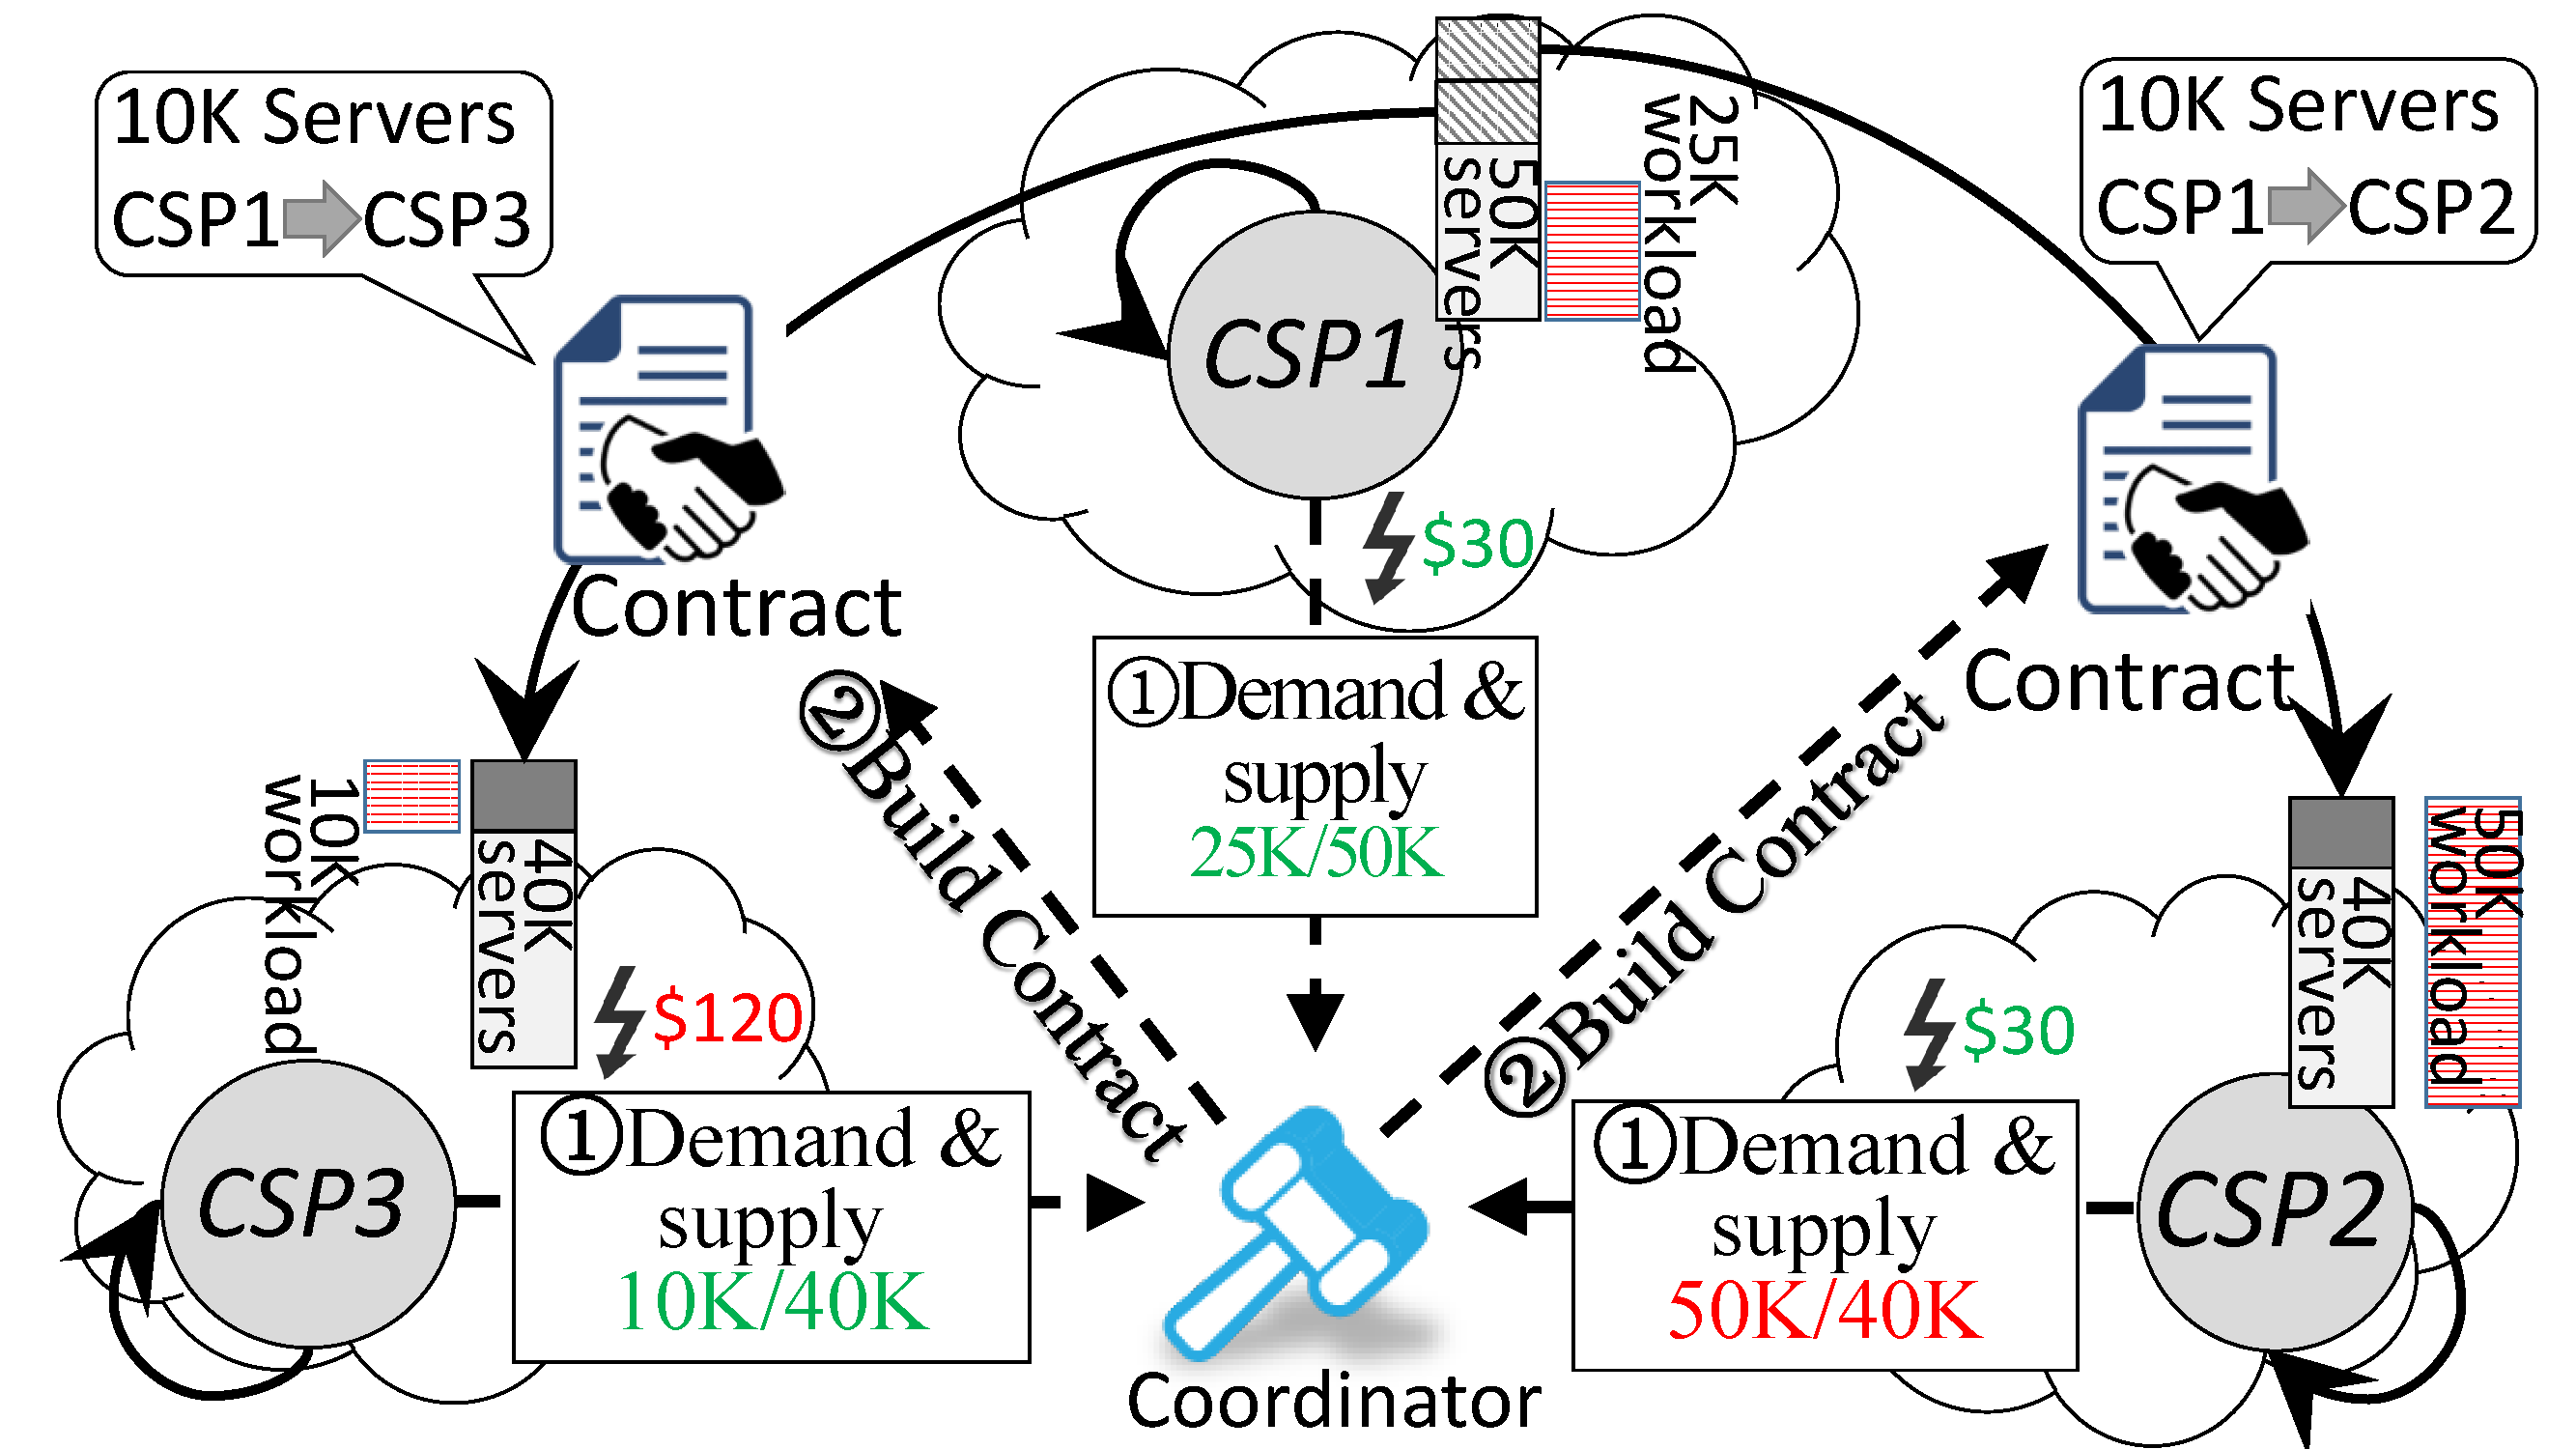 10K Servers
CSP1 CSP3
50K
servers
25K
workload
10K Servers
CSP1 CSP2
CSP1
$30
Contract
Contract
①Demand &
supply
25K/50K
②Build Contract
②Build Contract
10K
workload
40K
servers
$120
CSP3
①Demand &
supply
10K/40K
40K
servers
50K
workload
$30
CSP2
①Demand &
supply
50K/40K
Coordinator